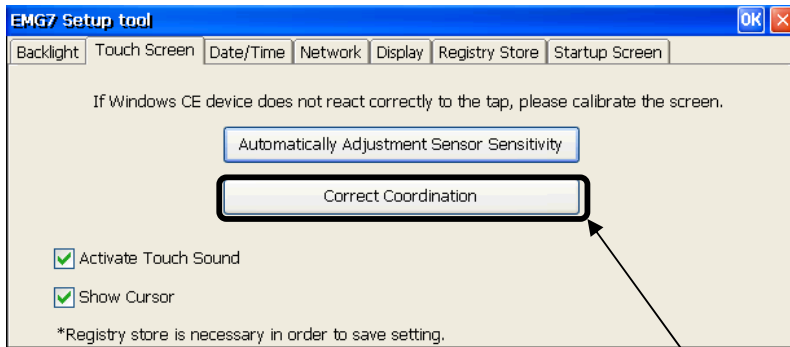 EMG7 Setup tool OK
Backlight Touch Screen Date/Time Network Display Registry Store Startup Screen
If Windows CE device does not react correctly to the tap, please calibrate the screen.
Automatically Adjustment Sensor Sensitivity
Correct Coordination
Activate Touch Sound
Show Cursor
*Registry store is necessary in order to save setting.